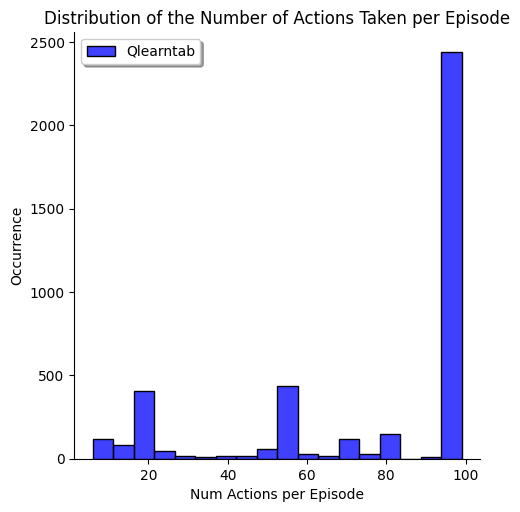 Distribution of the Number of Actions Taken per Episode
Qlearntab
2500
2000
1500
1000
500
0
Occurrence
20
40
60
80
100
Num Actions per Episode